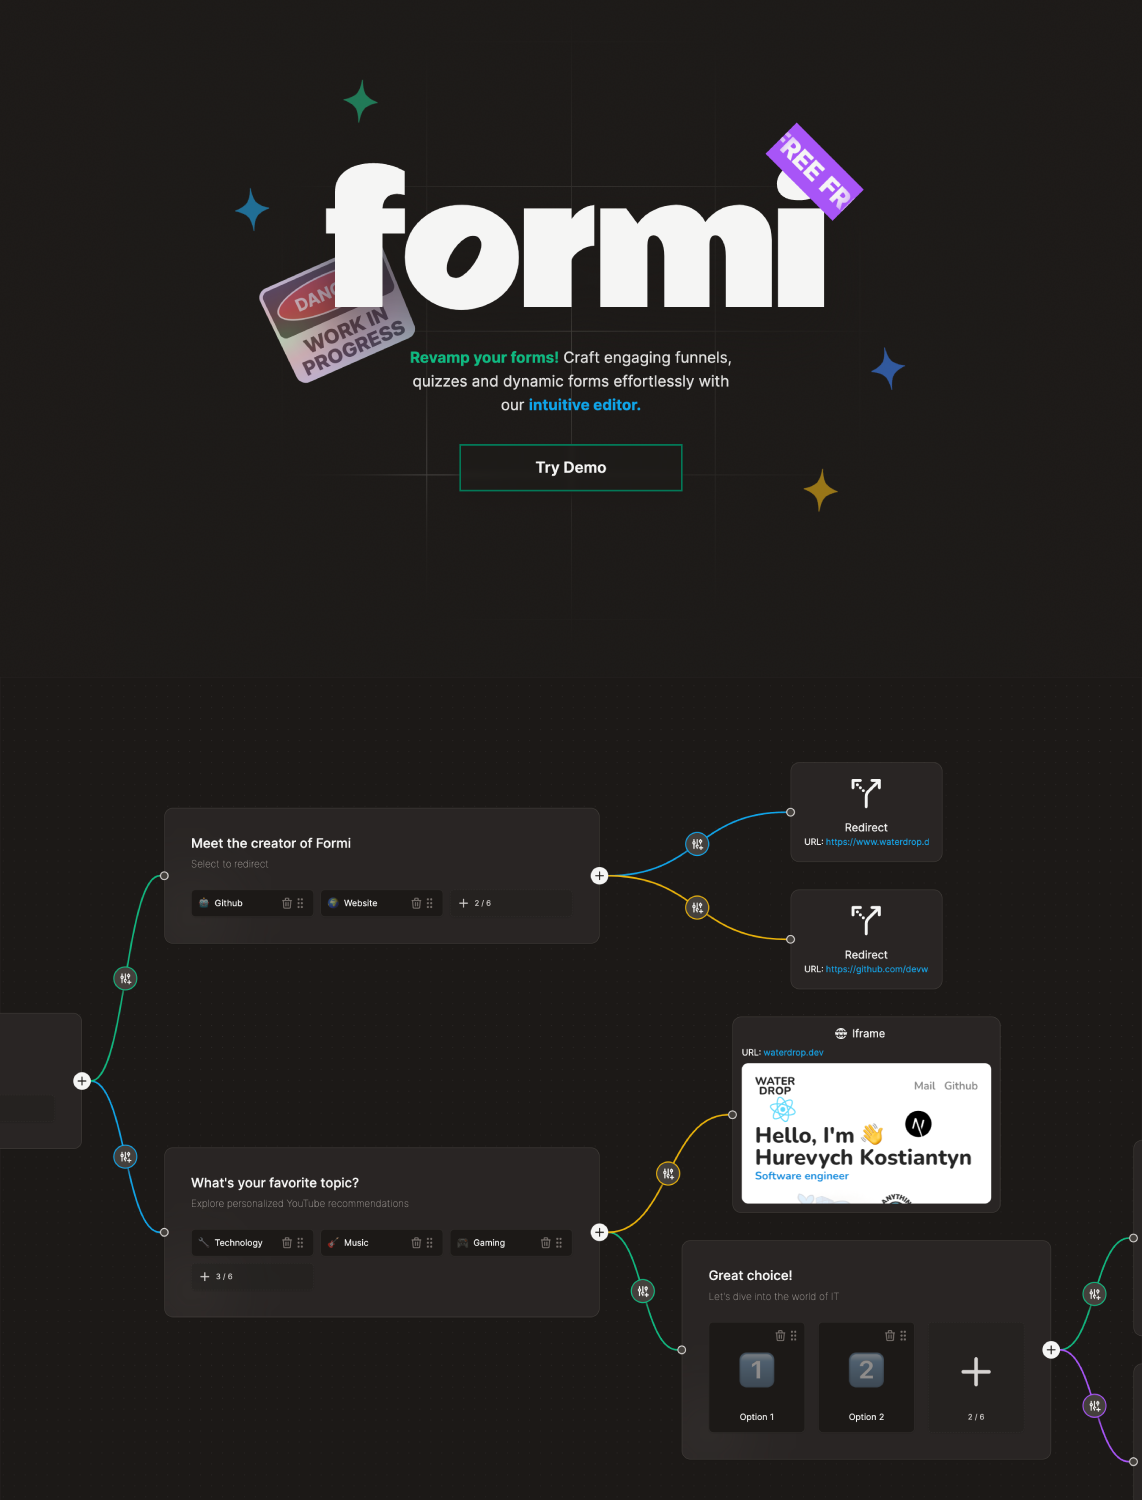 formi
REE FR
DANG
WORK IN
PROGRESS
Revamp your forms! Craft engaging funnels,
quizzes and dynamic forms effortlessly with
our intuitive editor.
Try Demo
Redirect
URL: https://www.waterdrop.d
Meet the creator of Formi
Select to redirect
Github
Website
2 / 6
Redirect
URL: https://github.com/devw
Iframe
URL: waterdrop.dev
WATER
DROP
Mail Github
N
Hello, I'm 👋
Hurevych Kostiantyn
Software engineer
ANYTHING
What's your favorite topic?
Explore personalized YouTube recommendations
Technology
Music
Gaming
3 / 6
Great choice!
Let's dive into the world of IT
1
2
Option 1
Option 2
2 / 6